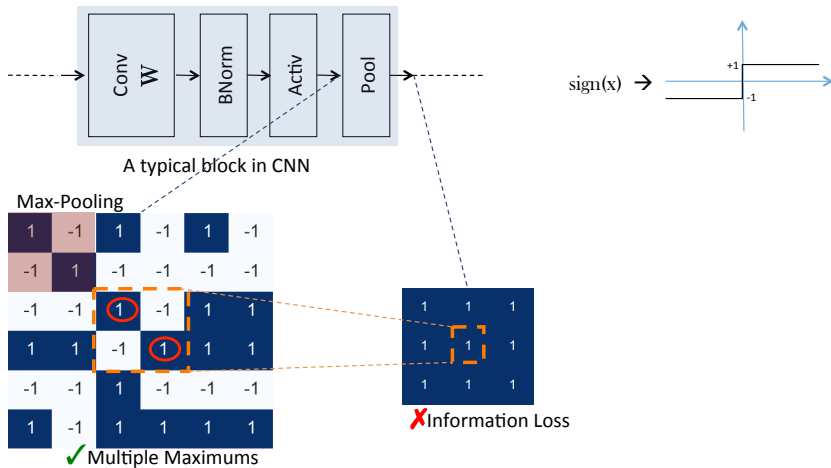 Conv W
BNorm
Activ
Pool
A typical block in CNN
sign(x) →
+1
-1
Max-Pooling
1 -1 1 -1 1 -1
-1 1 -1 -1 -1 -1
-1 -1 1 -1 1 1
1 1 -1 1 1 1
-1 -1 1 -1 -1 -1
1 -1 1 1 1 1
✓ Multiple Maximums
1 1 1
1 1 1
1 1 1
✗ Information Loss